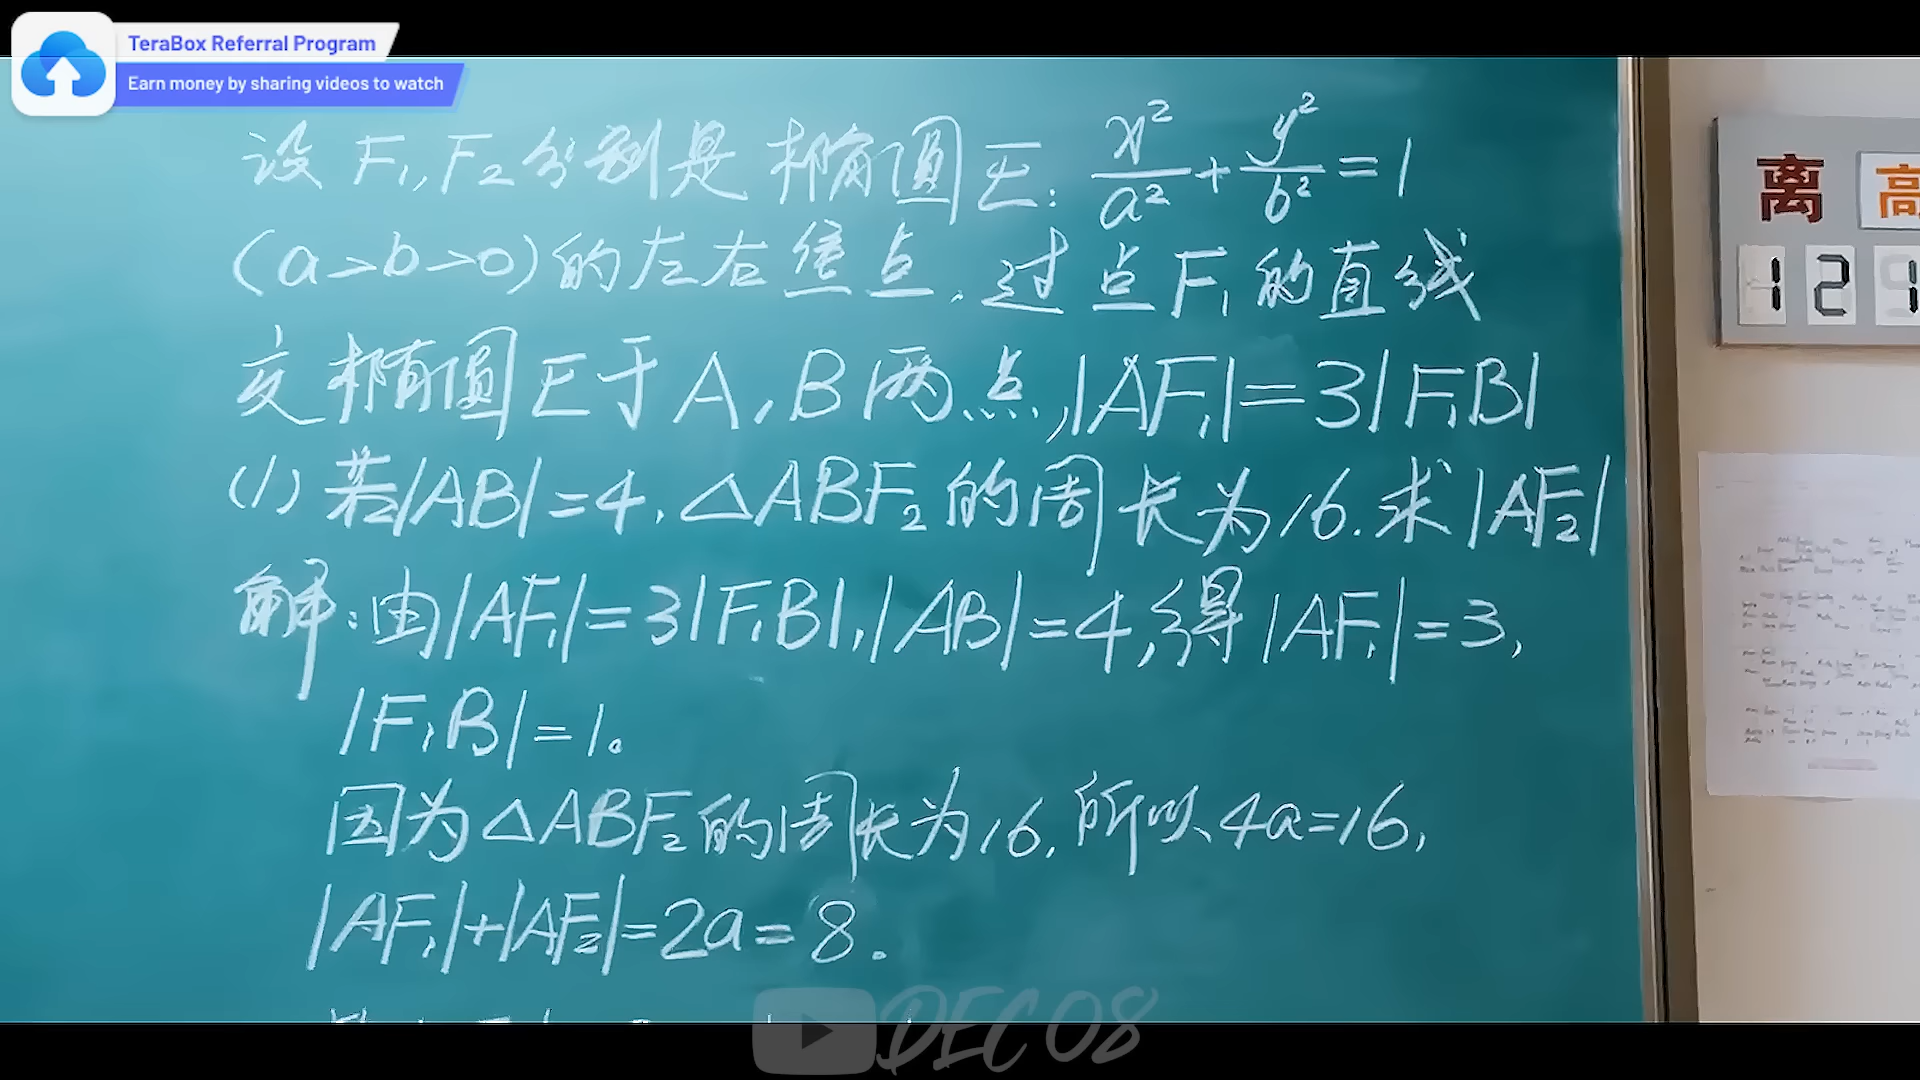 TeraBox Referral Program
Earn money by sharing videos to watch
设 F₁,F₂分别是椭圆E: x²/a² + y²/b² = 1
(a>b>0)的左右焦点,过点F₁的直线
交椭圆E于A,B两点,|AF₁|=3|F₁B|
(1)若|AB|=4,△ABF₂的周长为16.求|AF₂|
解:由|AF₁|=3|F₁B|,|AB|=4,得|AF₁|=3,
|F₁B|=1。
因为△ABF₂的周长为16,所以4a=16,
|AF₁|+|AF₂|=2a=8。
离 高
121
DEC08